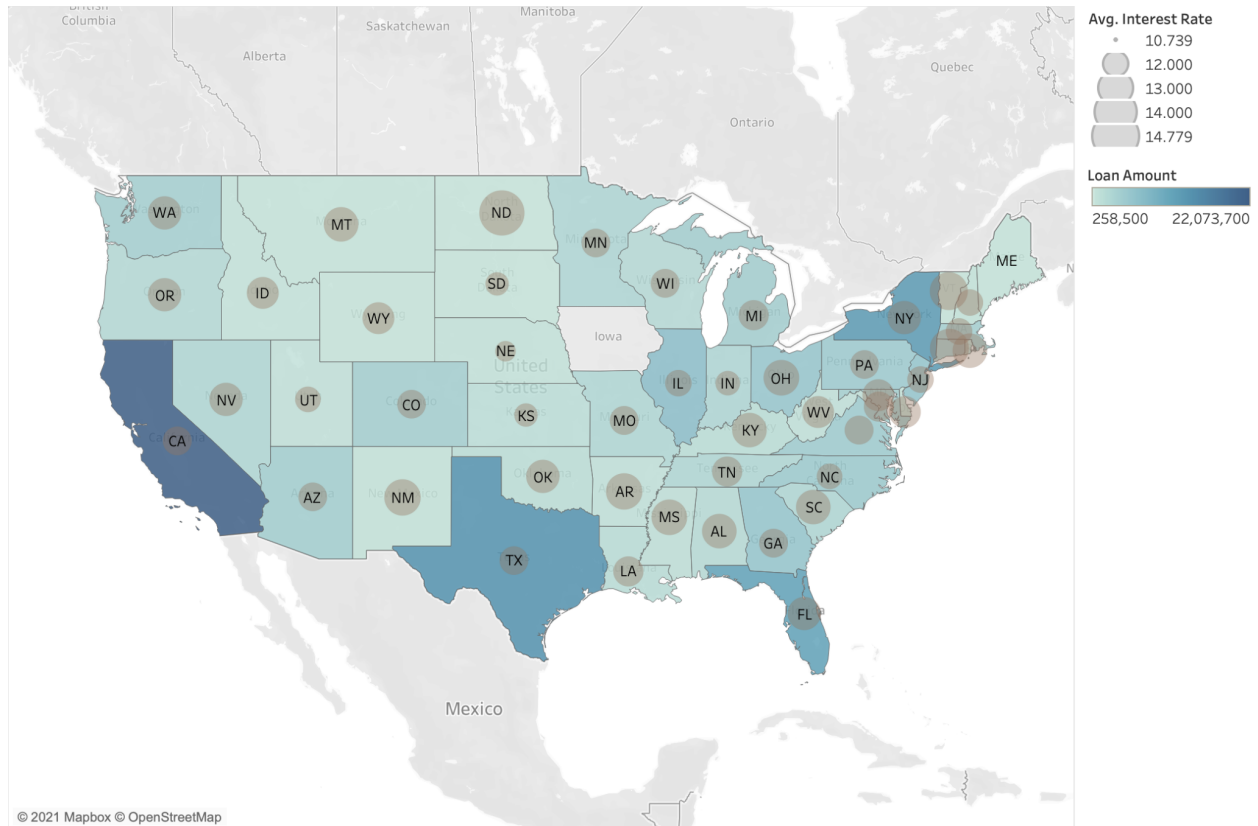 British
Columbia
Alberta
Saskatchewan
Manitoba
Ontario
Quebec
WA
MT
ND
MN
ME
OR
ID
SD
WI
MI
WY
NY
Iowa
NE
United
States
PA
NV
UT
CO
KS
IL
IN
OH
NJ
MO
WV
KY
CA
AZ
NM
OK
AR
TN
NC
MS
AL
SC
GA
TX
LA
FL
Mexico
© 2021 Mapbox © OpenStreetMap
Avg. Interest Rate
10.739
12.000
13.000
14.000
14.779
Loan Amount
258,500 22,073,700